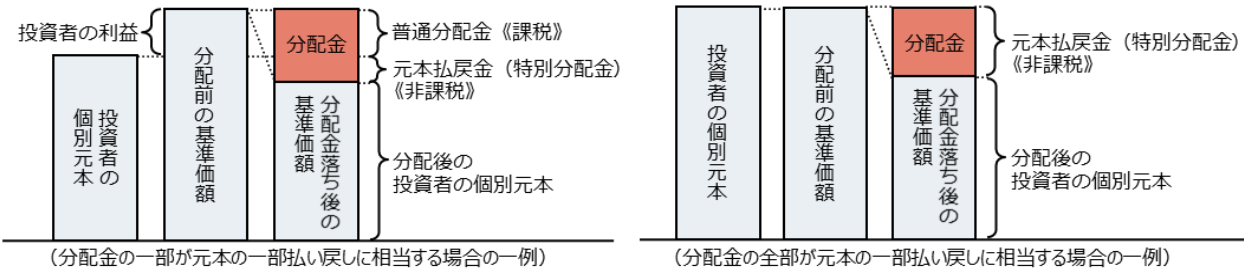 投資者の利益
投資者の
個別元本
分配前の基準価額
分配金
分配金落ち後の
基準価額
普通分配金《課税》
元本払戻金（特別分配金）
《非課税》
分配後の
投資者の個別元本
（分配金の一部が元本の一部払い戻しに相当する場合の一例）
投資者の個別元本
分配前の基準価額
分配金
分配金落ち後の
基準価額
元本払戻金（特別分配金）
《非課税》
分配後の
投資者の個別元本
（分配金の全部が元本の一部払い戻しに相当する場合の一例）